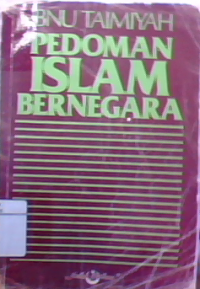 IBNU TAIMIYAH
PEDOMAN
ISLAM
BERNEGARA